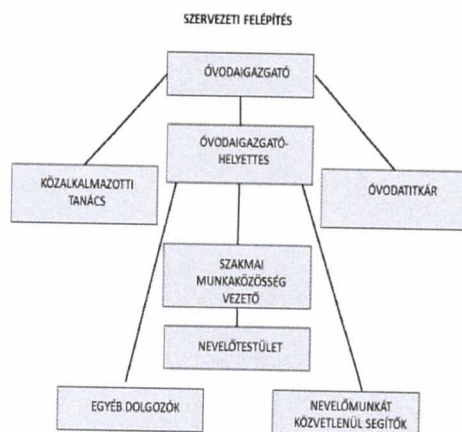 SZERVEZETI FELÉPÍTÉS
ÓVODAIGAZGATÓ
ÓVODAIGAZGATÓ-
HELYETTES
KÖZALKALMAZOTTI
TANÁCS
ÓVODATITKÁR
SZAKMAI
MUNKAKÖZÖSSÉG
VEZETŐ
NEVELŐTESTÜLET
EGYÉB DOLGOZÓK
NEVELŐMUNKÁT
KÖZVETLENÜL SEGÍTŐK